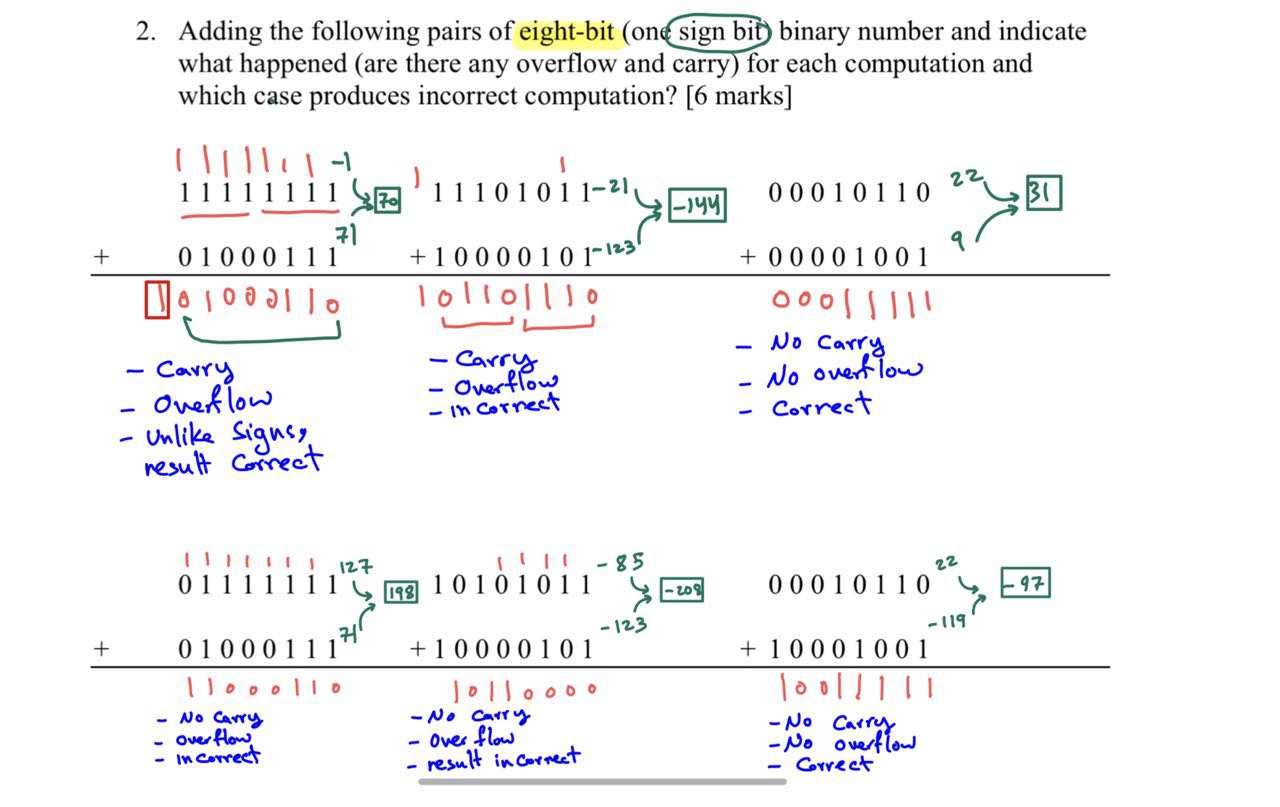 2. Adding the following pairs of eight-bit (one sign bit) binary number and indicate
what happened (are there any overflow and carry) for each computation and
which case produces incorrect computation? [6 marks]
1 1 1 1 1 1 1 -1
1 1 1 1 1 1 1 1
70
71
+ 0 1 0 0 0 1 1 1
1 0 1 0 0 0 1 1 0
- Carry
- Overflow
- Unlike Signs,
result Correct
1 1
1 1 1 0 1 0 1 1 -21
-144
+ 1 0 0 0 0 1 0 1 -123
1 0 1 1 0 1 1 1 0
- Carry
- Overflow
- in correct
0 0 0 1 0 1 1 0 22
31
9
+ 0 0 0 0 1 0 0 1
0 0 0 1 1 1 1 1
- No Carry
- No overflow
- Correct
1 1 1 1 1 1 1 127
0 1 1 1 1 1 1 1
198
71
+ 0 1 0 0 0 1 1 1
1 1 0 0 0 1 1 0
- No Carry
- overflow
- in correct
1 1 1 1 -85
1 0 1 0 1 0 1 1
-208
-123
+ 1 0 0 0 0 1 0 1
1 0 1 1 0 0 0 0
- No Carry
- Over flow
- result in correct
22
0 0 0 1 0 1 1 0
-97
-119
+ 1 0 0 0 1 0 0 1
1 0 0 1 1 1 1 1
- No Carry
- No overflow
- Correct